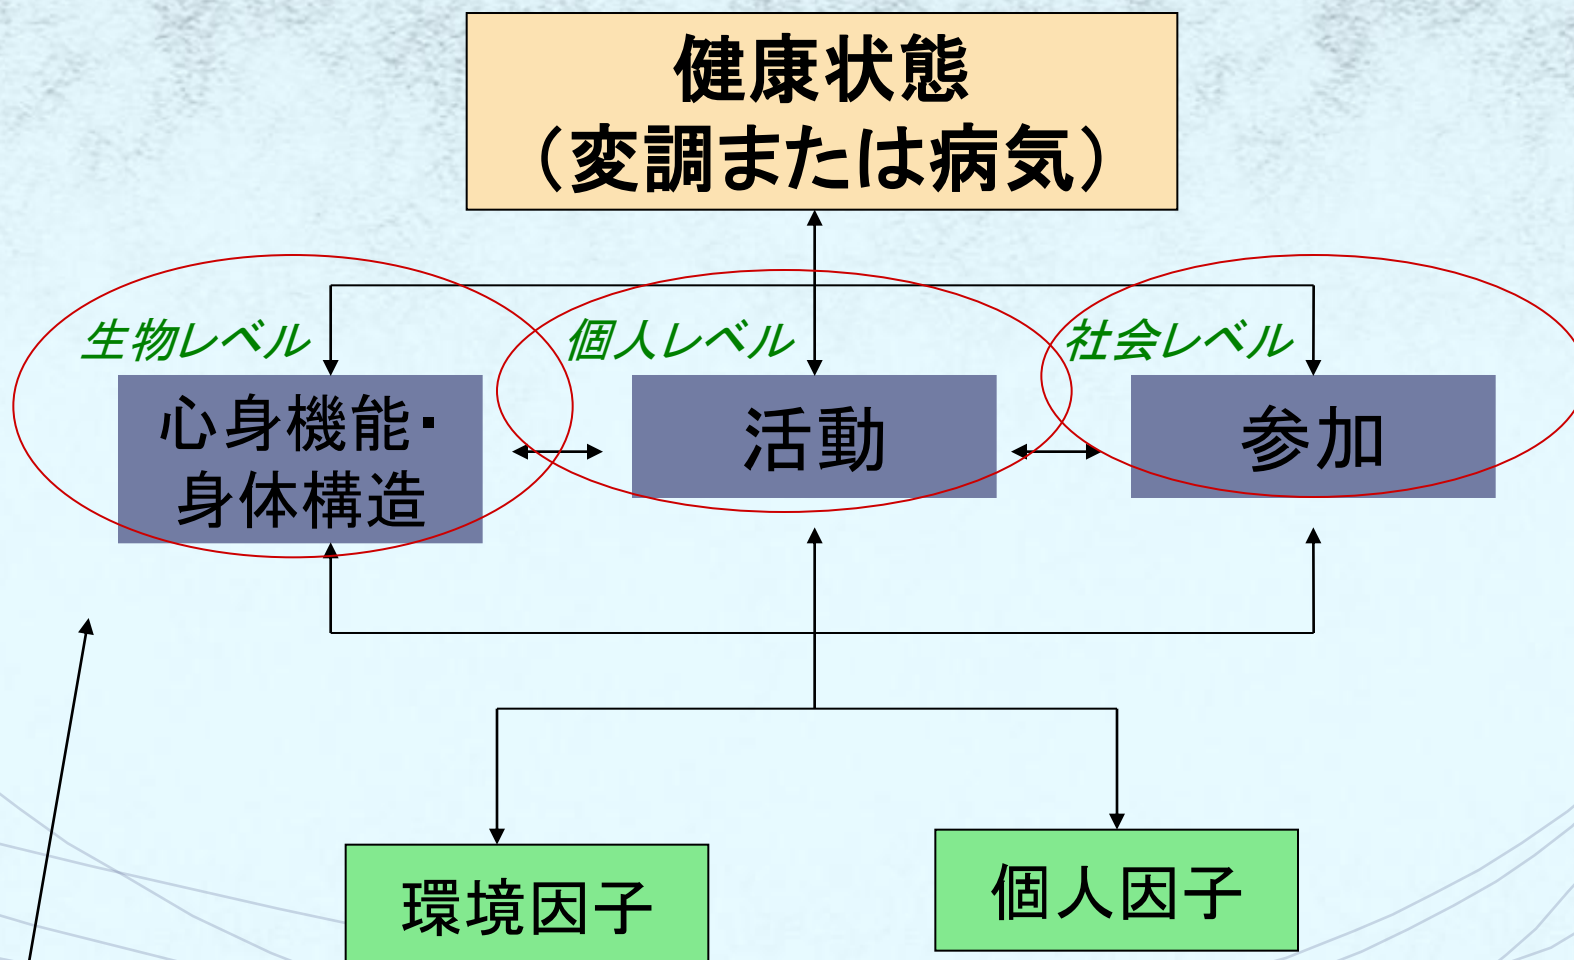 健康状態
（変調または病気）
生物レベル
個人レベル
社会レベル
心身機能・
身体構造
活動
参加
環境因子
個人因子